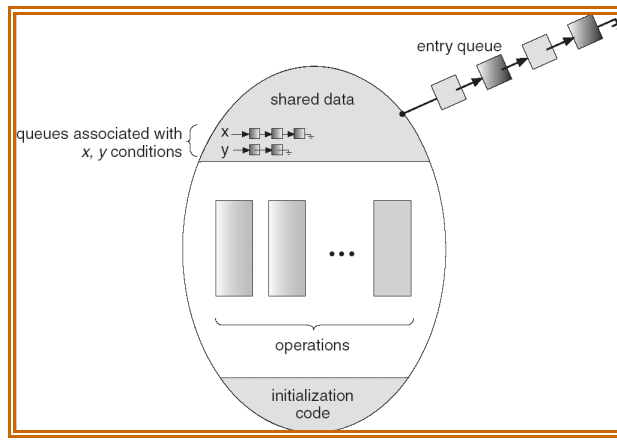 entry queue
shared data
queues associated with
x, y conditions
x
y
operations
initialization
code